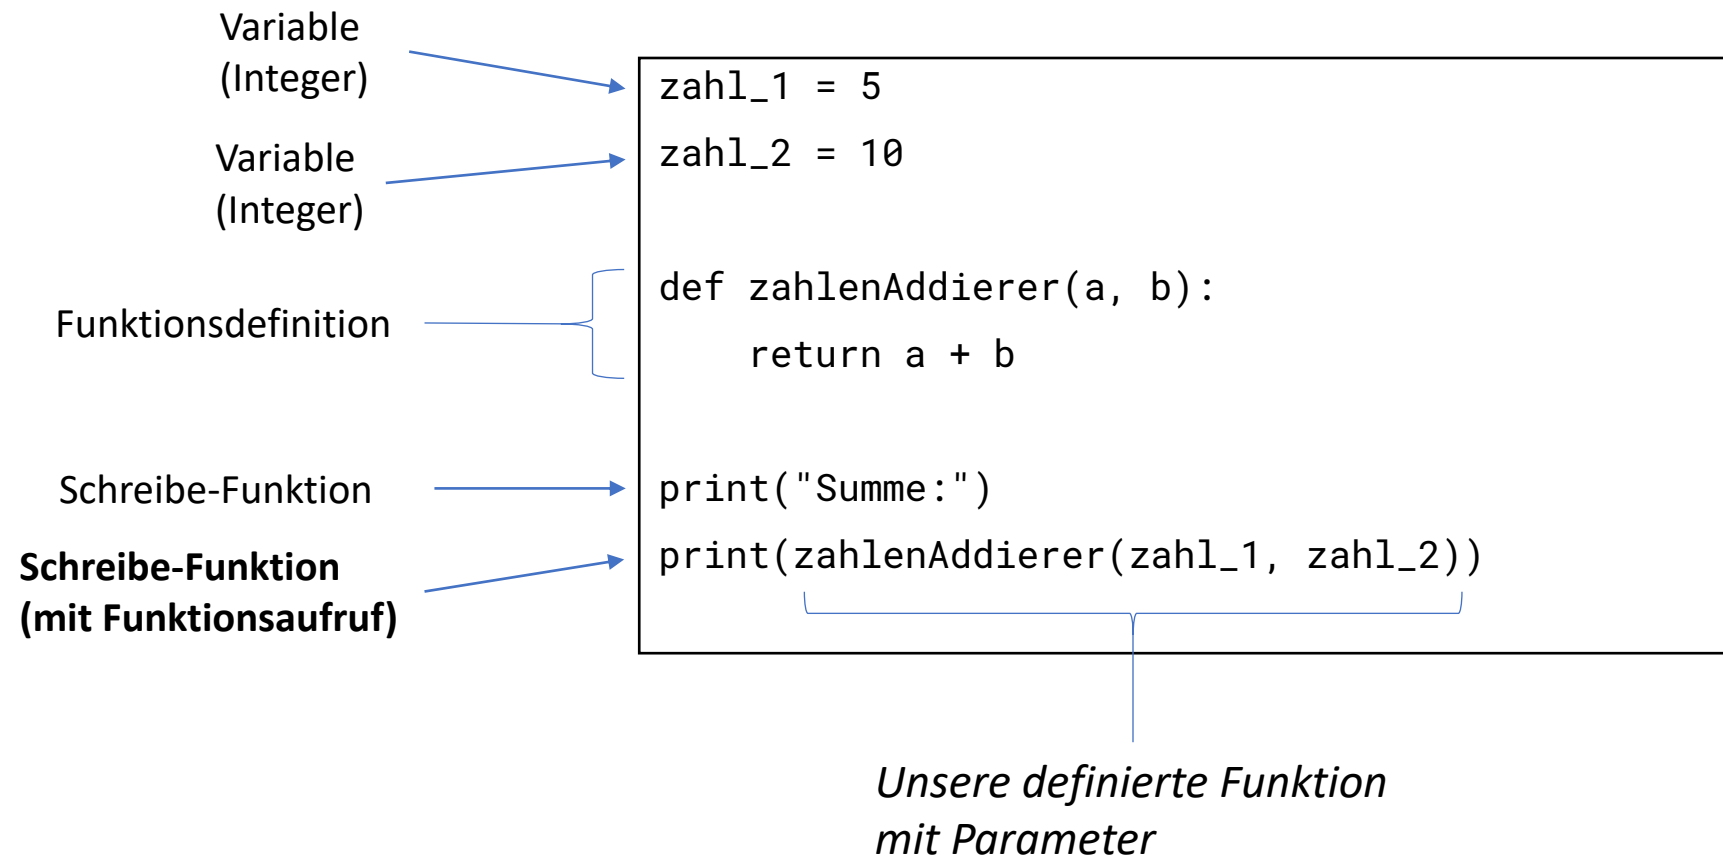 Variable
(Integer)
zahl_1 = 5
Variable
(Integer)
zahl_2 = 10
Funktionsdefinition
def zahlenAddierer(a, b):
    return a + b
Schreibe-Funktion
print("Summe:")
Schreibe-Funktion
(mit Funktionsaufruf)
print(zahlenAddierer(zahl_1, zahl_2))
Unsere definierte Funktion
mit Parameter